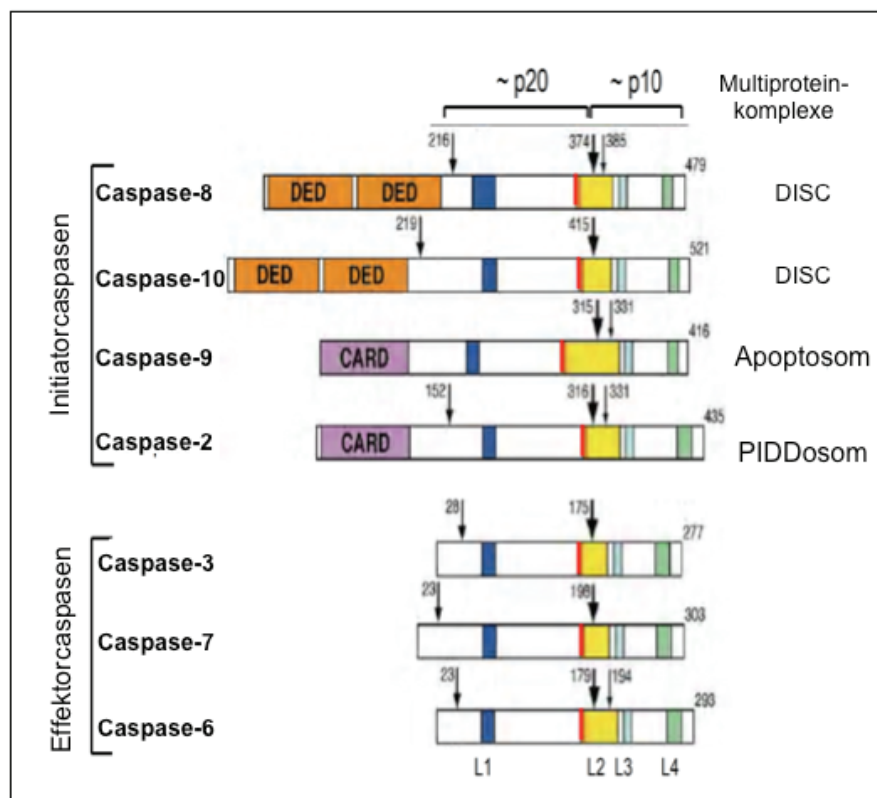 ~ p20 ~ p10 Multiprotein-
komplexe
216 374 385
479
Caspase-8 DED DED DISC
219 415
521
Caspase-10 DED DED DISC
315 331
416
Caspase-9 CARD Apoptosom
152 316 331
435
Caspase-2 CARD PIDDosom
Initiatorcaspasen
28 175
277
Caspase-3
23 198
303
Caspase-7
23 179 194
293
Caspase-6
Effektorcaspasen
L1 L2 L3 L4